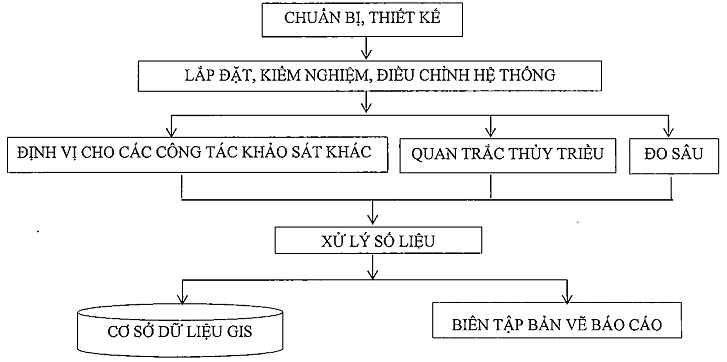 CHUẨN BỊ, THIẾT KẾ
LẮP ĐẶT, KIỂM NGHIỆM, ĐIỀU CHỈNH HỆ THỐNG
ĐỊNH VỊ CHO CÁC CÔNG TÁC KHẢO SÁT KHÁC
QUAN TRẮC THỦY TRIỀU
ĐO SÂU
XỬ LÝ SỐ LIỆU
CƠ SỞ DỮ LIỆU GIS
BIÊN TẬP BẢN VẼ BÁO CÁO